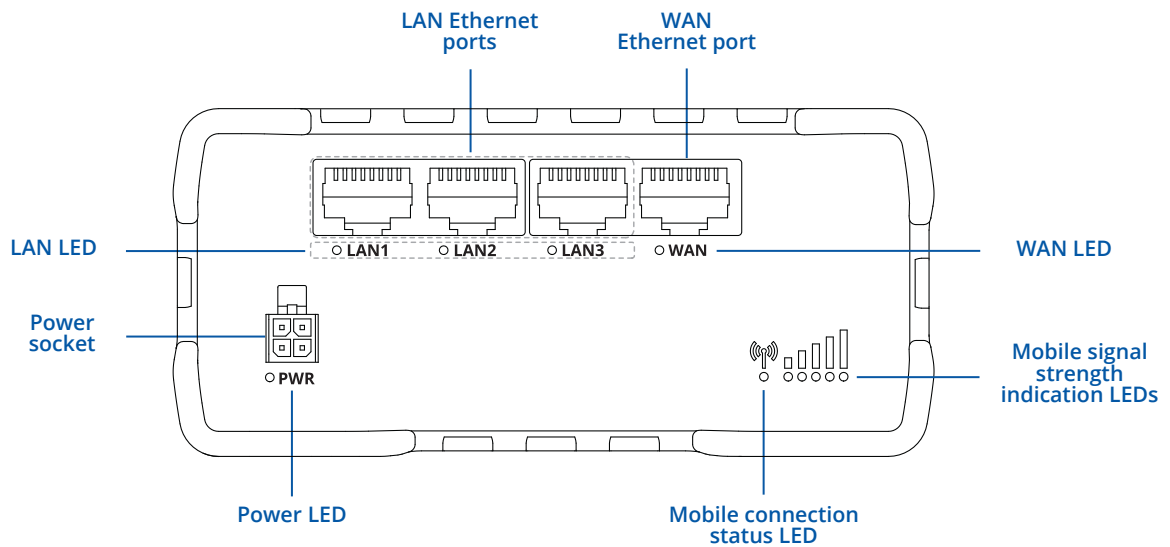 LAN Ethernet
ports
WAN
Ethernet port
LAN LED
LAN1
LAN2
LAN3
WAN
WAN LED
Power
socket
PWR
Mobile signal
strength
indication LEDs
Power LED
Mobile connection
status LED